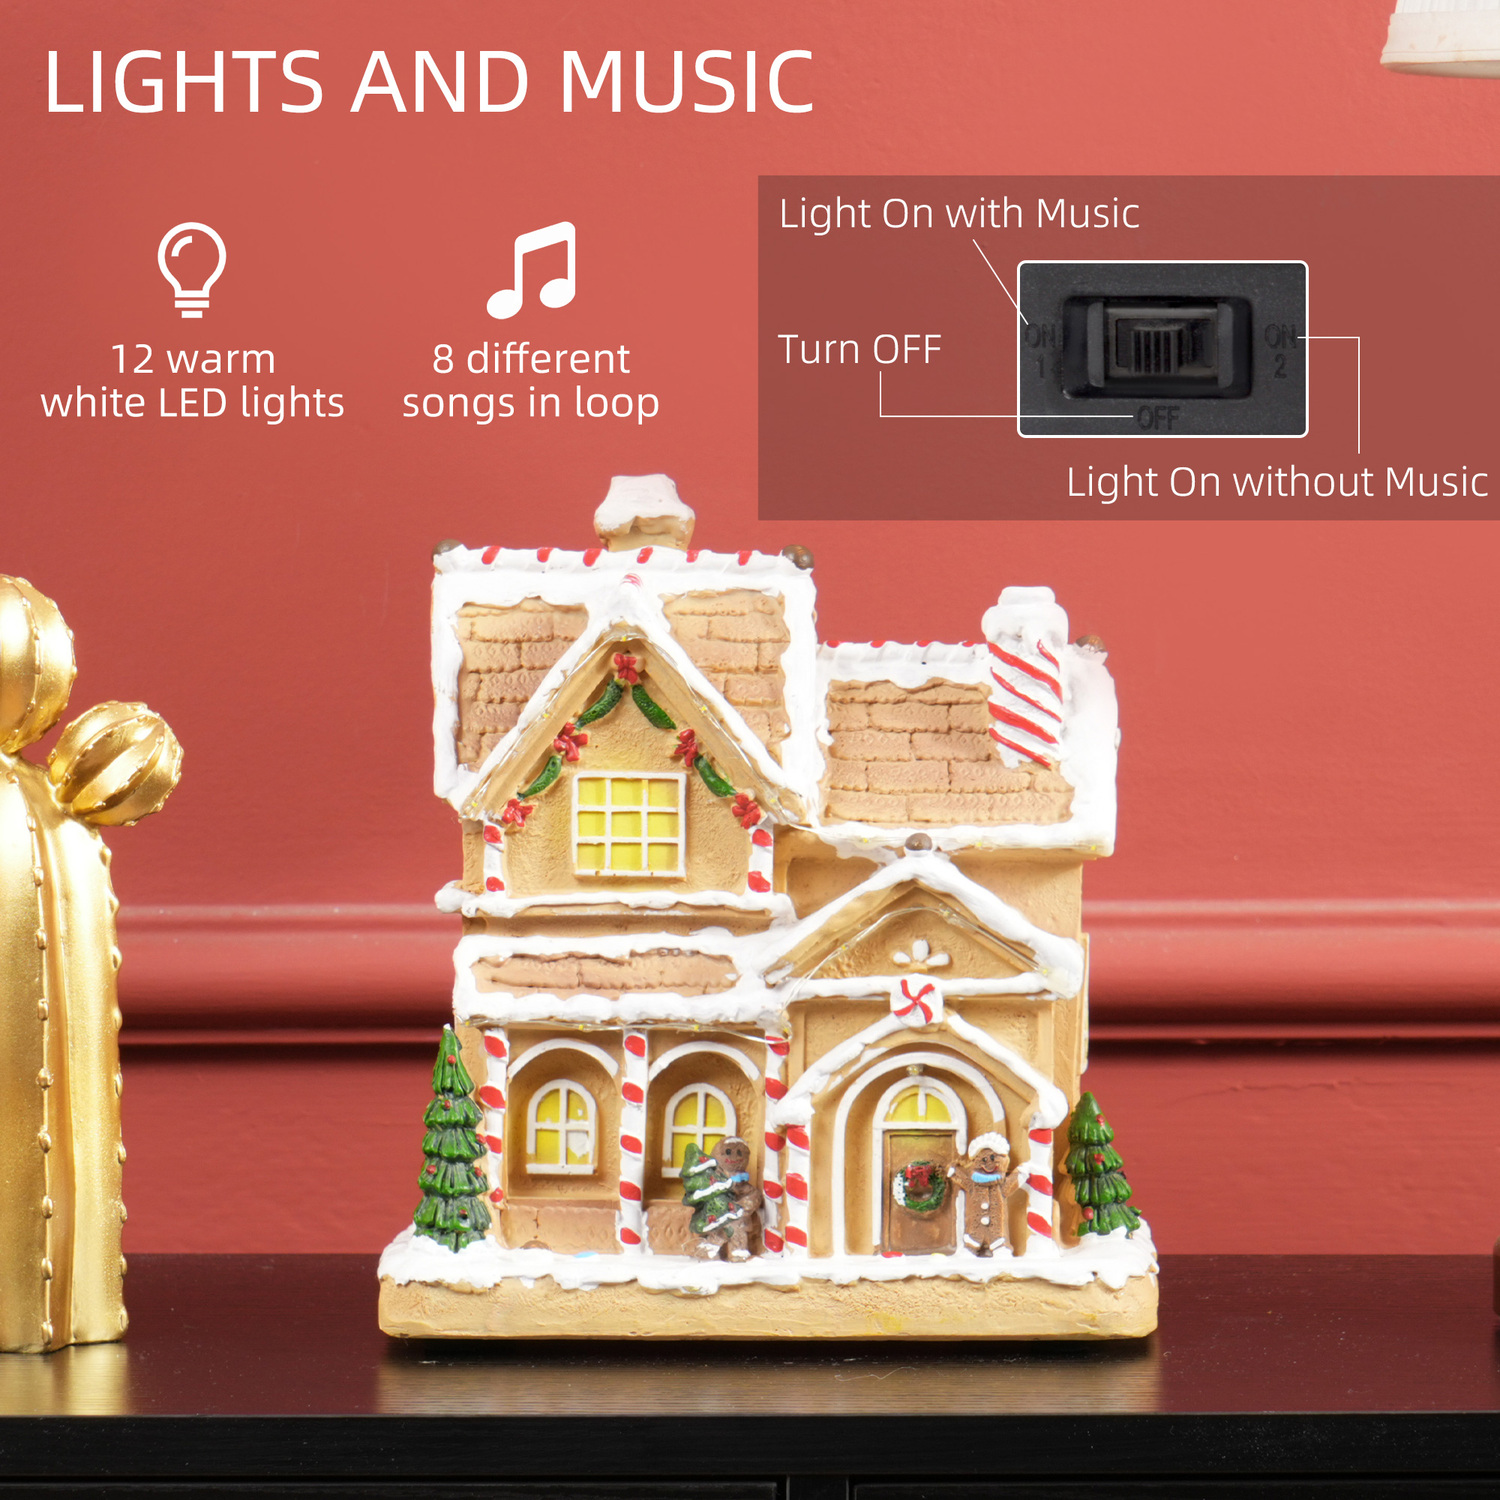 LIGHTS AND MUSIC
12 warm
white LED lights
8 different
songs in loop
Light On with Music
Turn OFF
ON
1
ON
2
OFF
Light On without Music